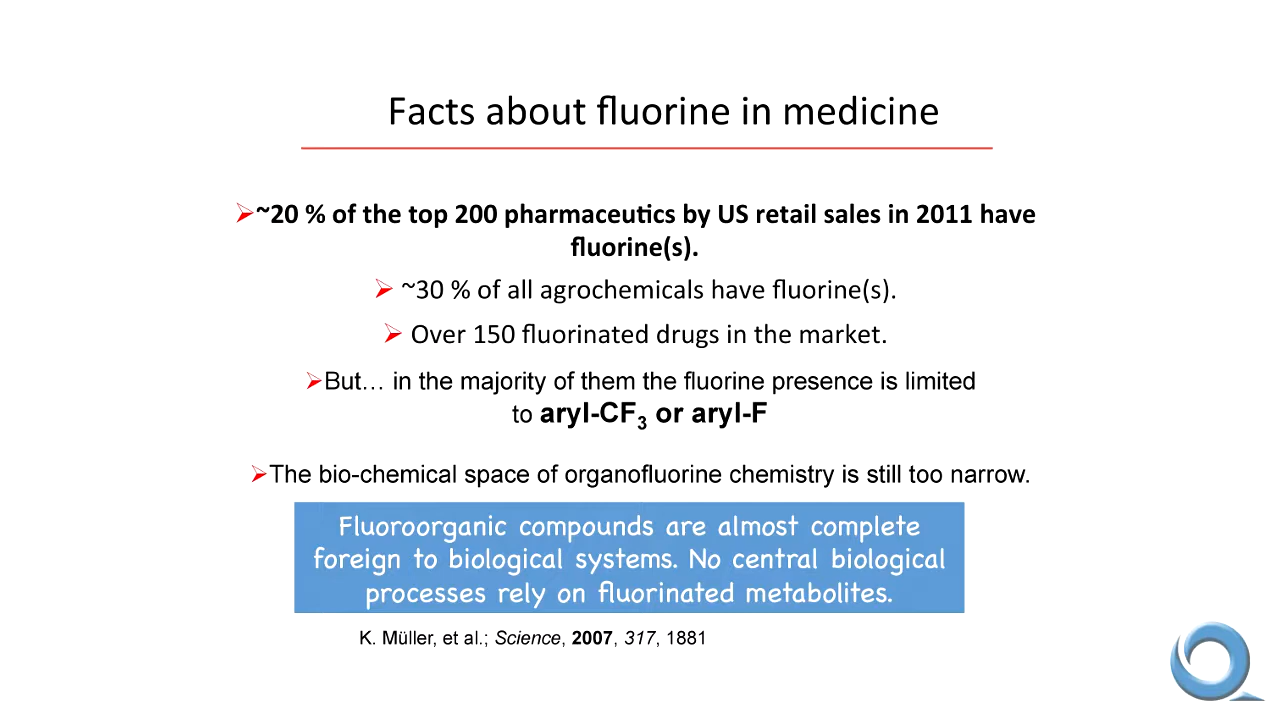 Facts about fluorine in medicine
~20 % of the top 200 pharmaceutics by US retail sales in 2011 have
fluorine(s).
~30 % of all agrochemicals have fluorine(s).
Over 150 fluorinated drugs in the market.
But… in the majority of them the fluorine presence is limited
to aryl-CF₃ or aryl-F
The bio-chemical space of organofluorine chemistry is still too narrow.
Fluoroorganic compounds are almost complete
foreign to biological systems. No central biological
processes rely on fluorinated metabolites.
K. Müller, et al.; Science, 2007, 317, 1881